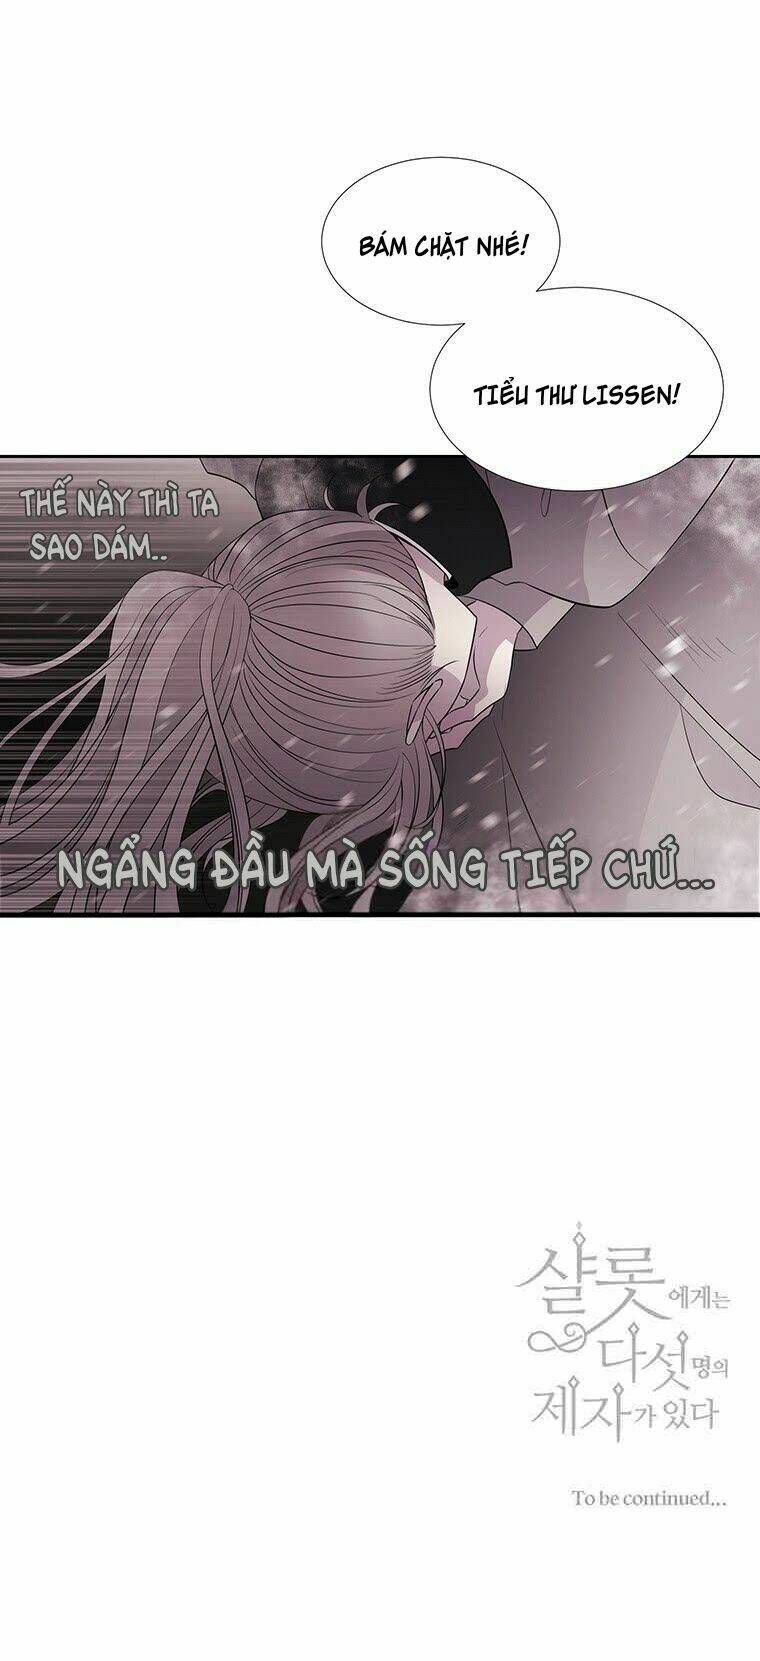 BÁM CHẶT NHÉ!
TIỂU THƯ LISSEN!
THẾ NÀY THÌ TA
SAO DÁM..
NGẨNG ĐẦU MÀ SỐNG TIẾP CHỨ...
샬롯에게는
다섯명의
제자가 있다
To be continued...